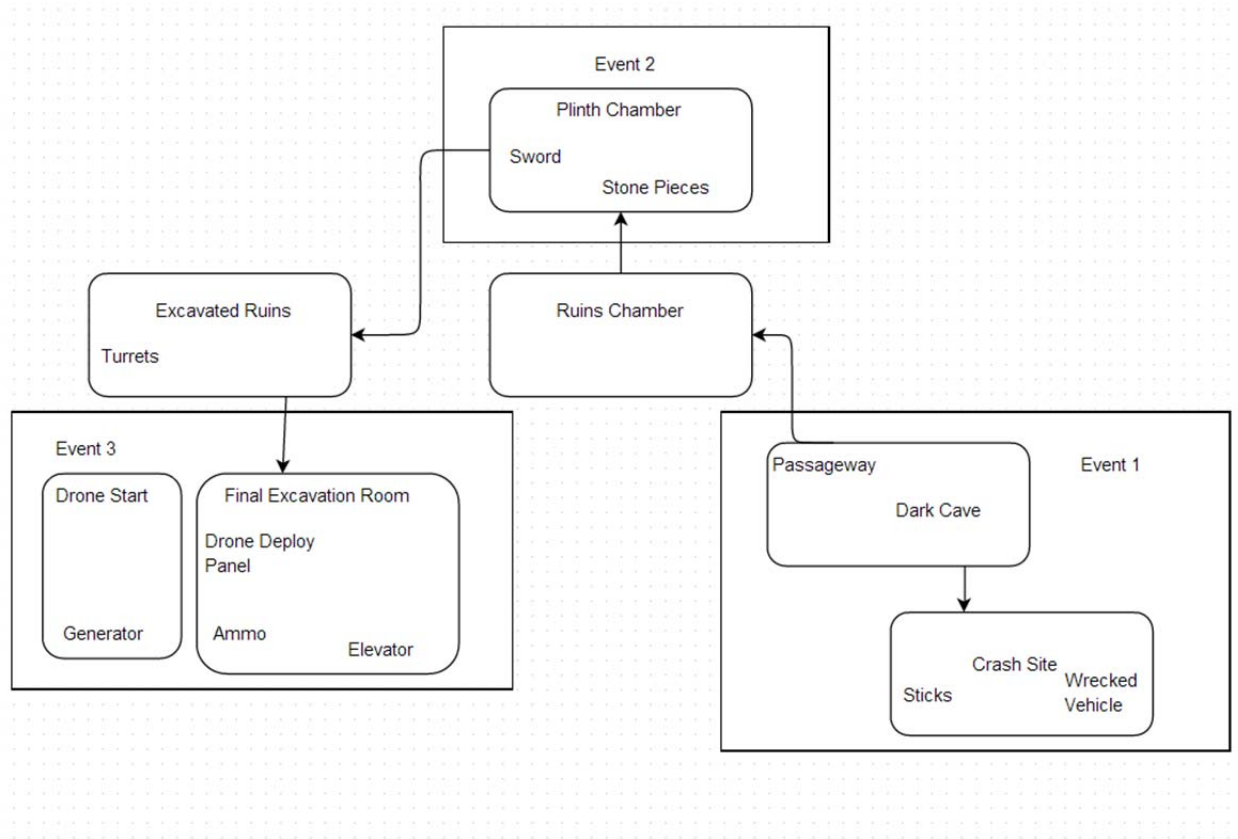 Event 2
Plinth Chamber
Sword
Stone Pieces
Excavated Ruins
Turrets
Ruins Chamber
Event 3
Drone Start
Generator
Final Excavation Room
Drone Deploy
Panel
Ammo
Elevator
Event 1
Passageway
Dark Cave
Crash Site
Sticks
Wrecked
Vehicle